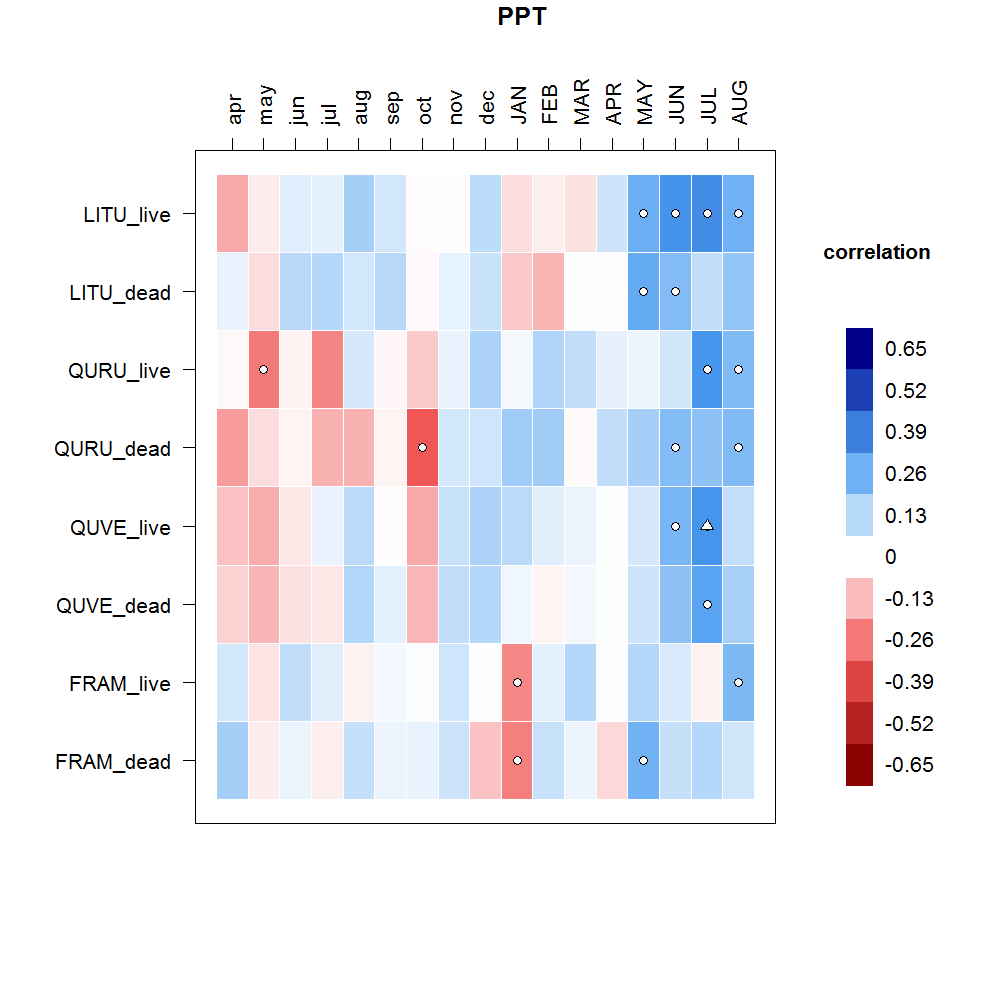 PPT
apr may jun jul aug sep oct nov dec JAN FEB MAR APR MAY JUN JUL AUG
LITU_live
LITU_dead
QURU_live
QURU_dead
QUVE_live
QUVE_dead
FRAM_live
FRAM_dead
correlation
0.65
0.52
0.39
0.26
0.13
0
-0.13
-0.26
-0.39
-0.52
-0.65